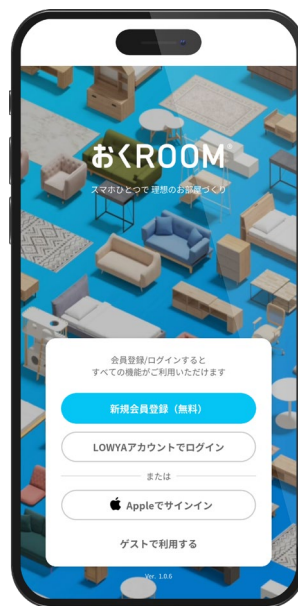 おくROOM
スマホひとつで 理想のお部屋づくり
会員登録/ログインすると
すべての機能がご利用いただけます
新規会員登録（無料）
LOWYAアカウントでログイン
または
Appleでサインイン
ゲストで利用する
Ver. 1.0.6